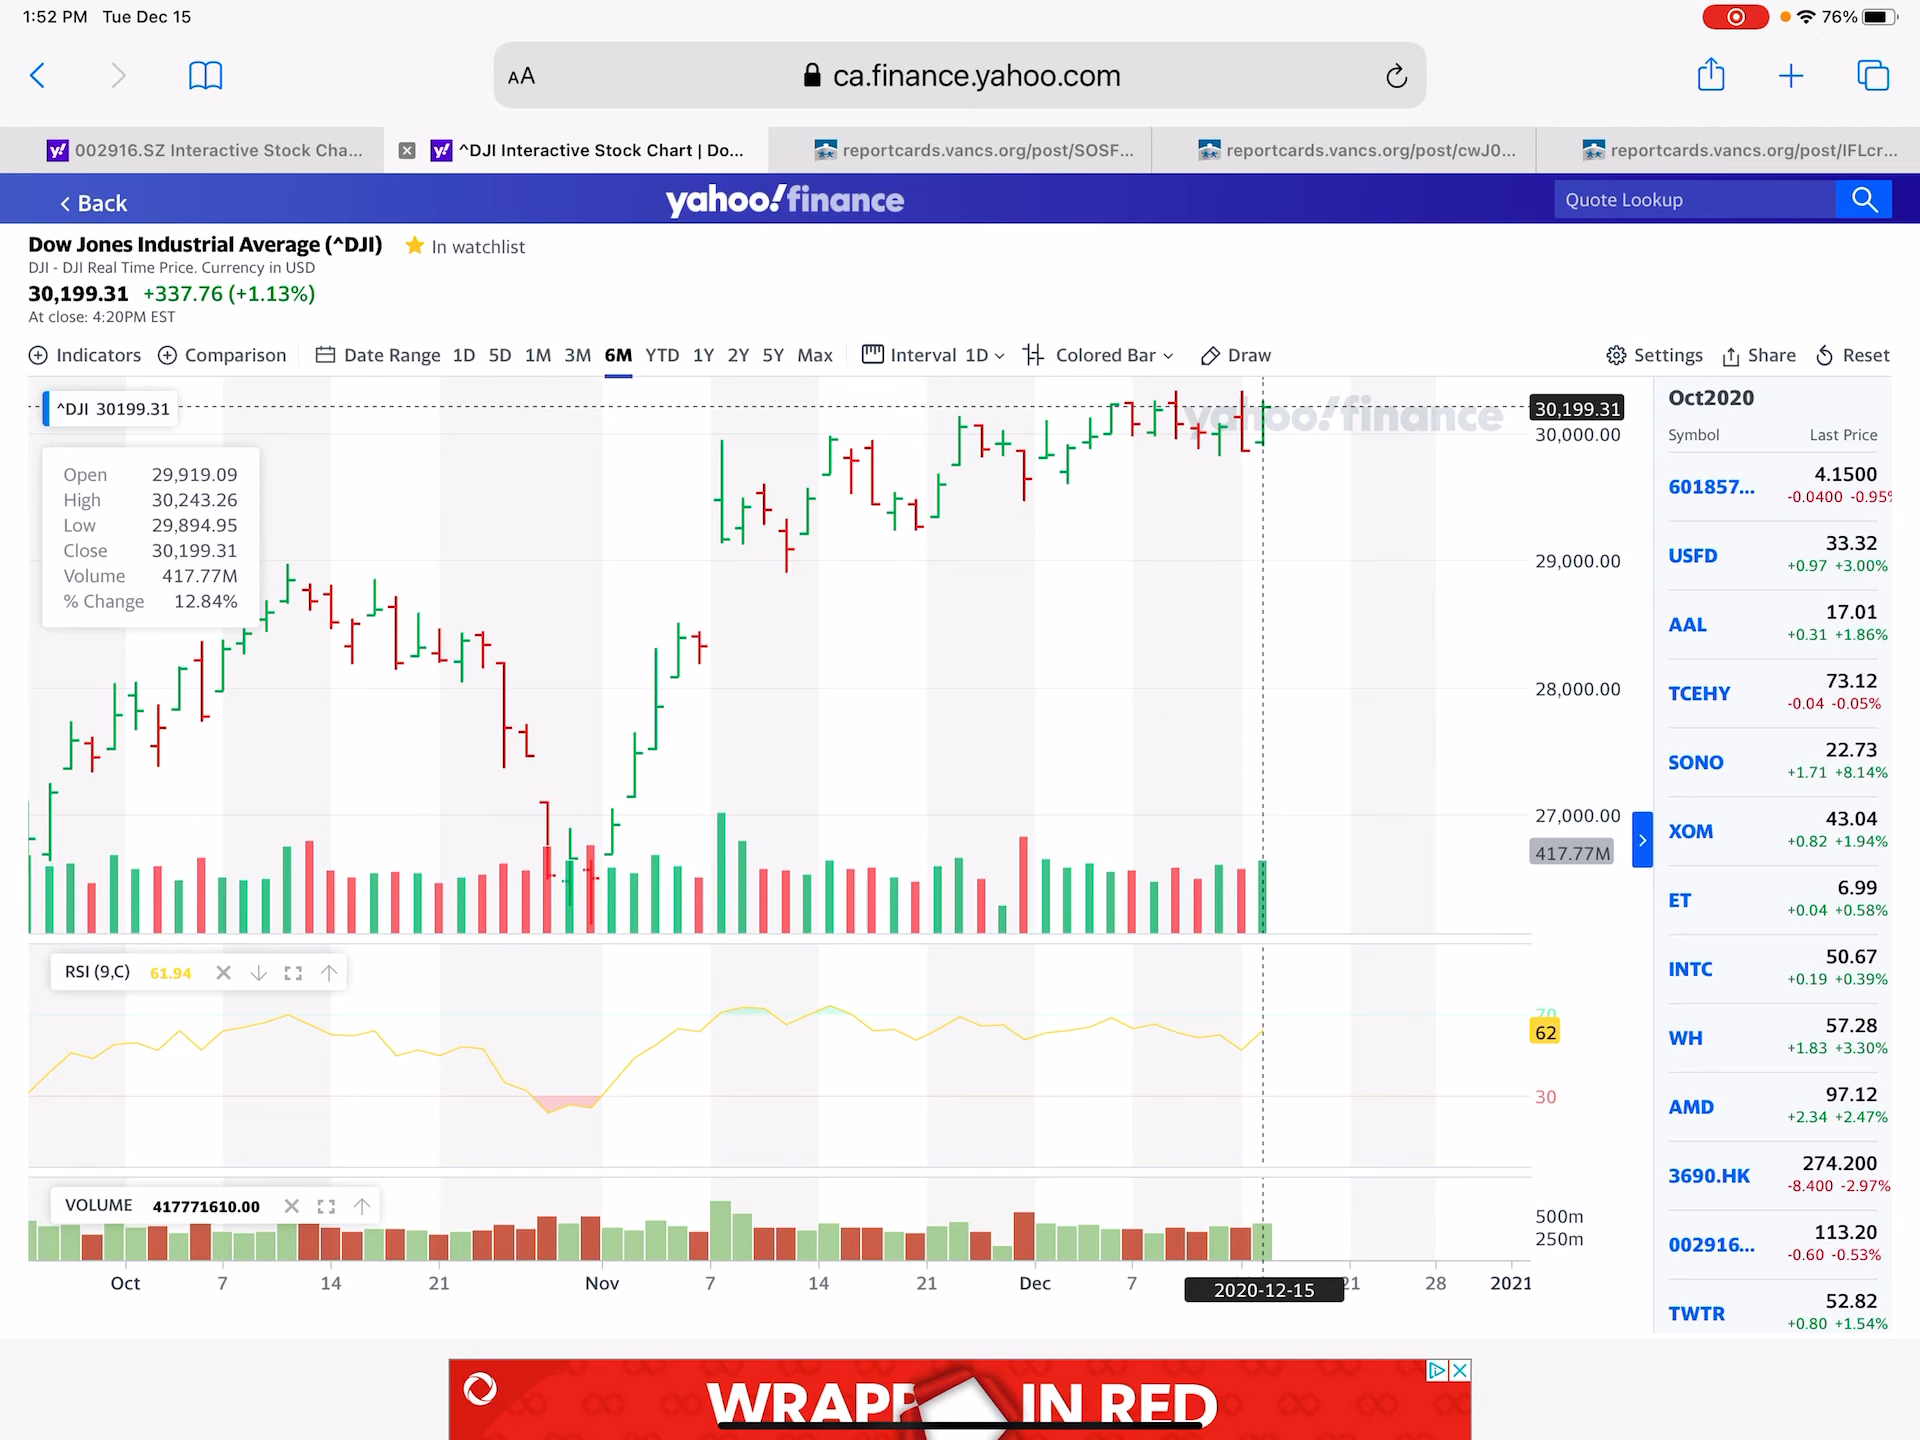 1:52 PM Tue Dec 15
76%
AA ca.finance.yahoo.com
002916.SZ Interactive Stock Cha...
^DJI Interactive Stock Chart | Do...
reportcards.vancs.org/post/SOSF...
reportcards.vancs.org/post/cwJ0...
reportcards.vancs.org/post/IFLcr...
Back
yahoo!finance
Quote Lookup
Dow Jones Industrial Average (^DJI) In watchlist
DJI - DJI Real Time Price. Currency in USD
30,199.31 +337.76 (+1.13%)
At close: 4:20PM EST
Indicators Comparison Date Range 1D 5D 1M 3M 6M YTD 1Y 2Y 5Y Max Interval 1D Colored Bar Draw Settings Share Reset
^DJI 30199.31
Open 29,919.09
High 30,243.26
Low 29,894.95
Close 30,199.31
Volume 417.77M
% Change 12.84%
yahoo!finance
30,199.31
30,000.00
29,000.00
28,000.00
27,000.00
417.77M
RSI (9,C) 61.94
70
62
30
VOLUME 417771610.00
500m
250m
Oct 7 14 21 Nov 7 14 21 Dec 7 2020-12-15 21 28 2021
Oct2020
Symbol Last Price
601857... 4.1500
-0.0400 -0.95%
USFD 33.32
+0.97 +3.00%
AAL 17.01
+0.31 +1.86%
TCEHY 73.12
-0.04 -0.05%
SONO 22.73
+1.71 +8.14%
XOM 43.04
+0.82 +1.94%
ET 6.99
+0.04 +0.58%
INTC 50.67
+0.19 +0.39%
WH 57.28
+1.83 +3.30%
AMD 97.12
+2.34 +2.47%
3690.HK 274.200
-8.400 -2.97%
002916... 113.20
-0.60 -0.53%
TWTR 52.82
+0.80 +1.54%
IN RED